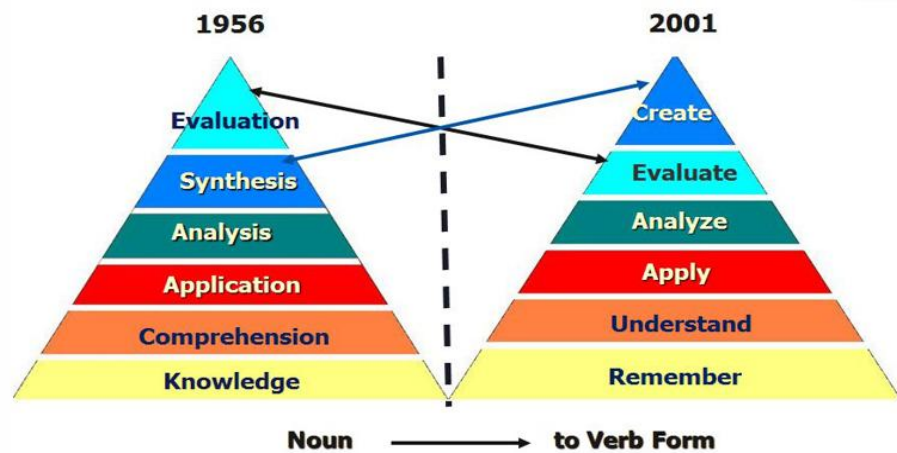 1956
Evaluation
Synthesis
Analysis
Application
Comprehension
Knowledge
2001
Create
Evaluate
Analyze
Apply
Understand
Remember
Noun to Verb Form